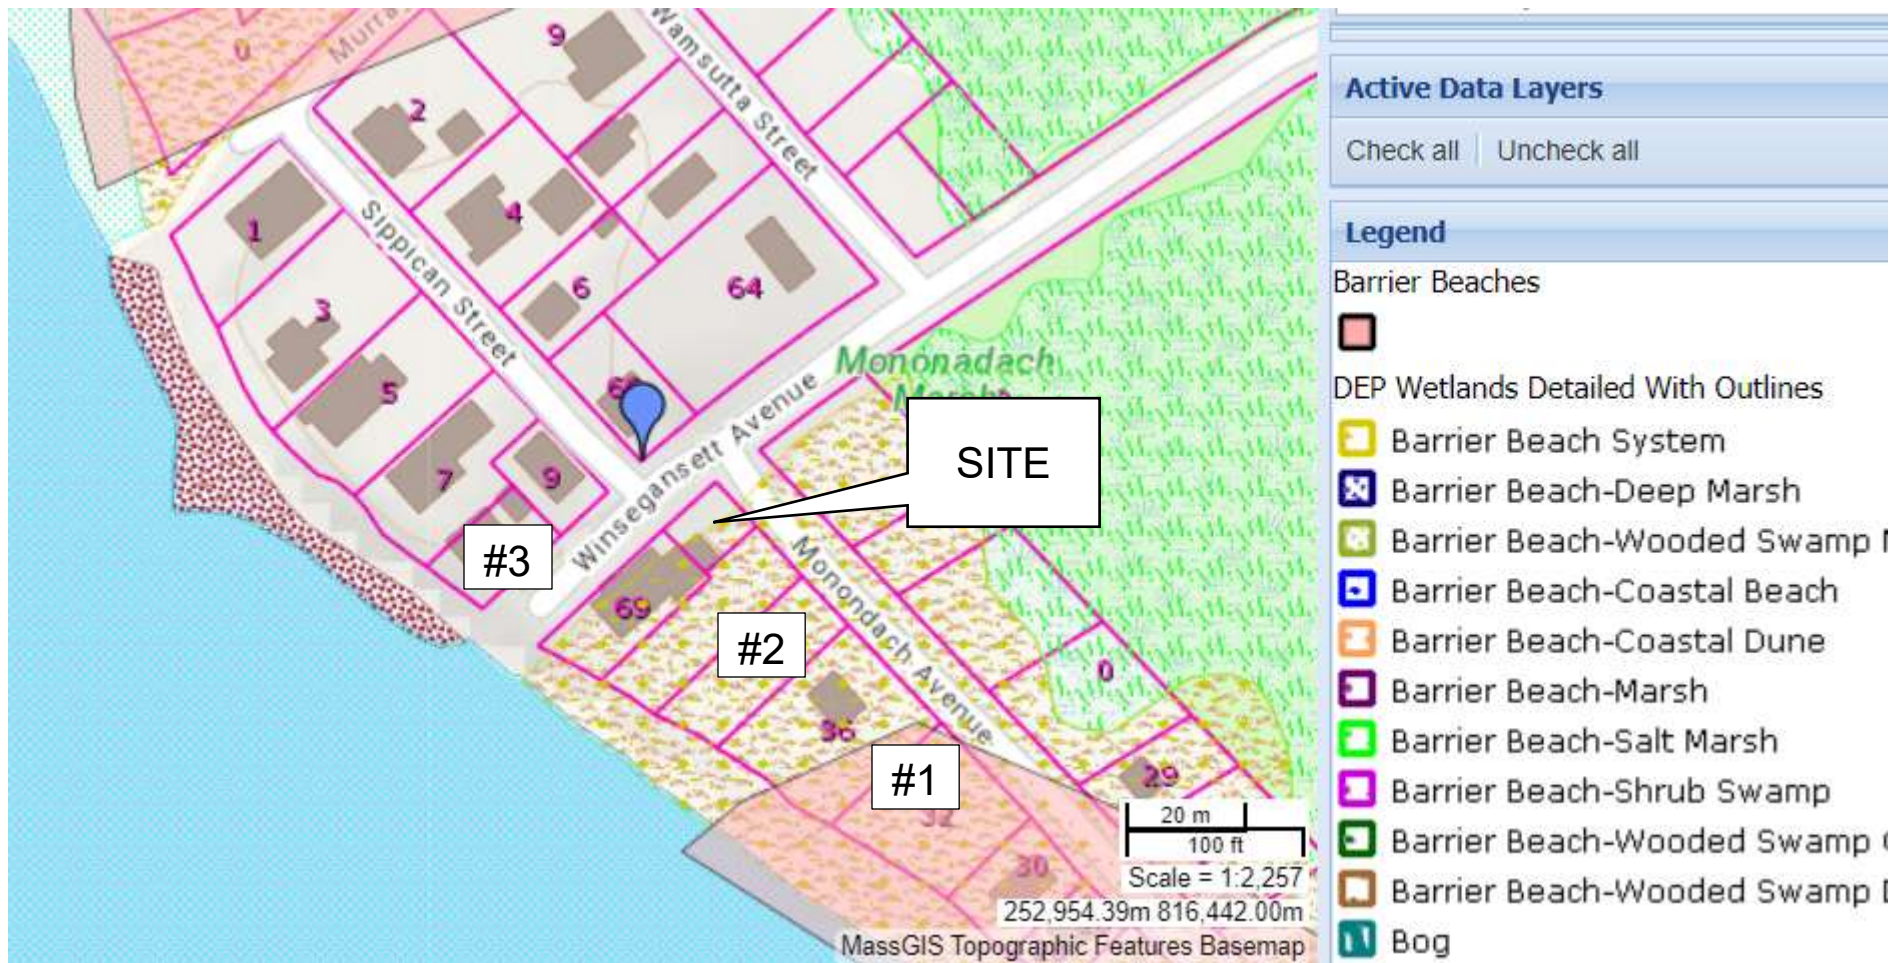 0
Murra
9
Wamsutta Street
2
1
Sippican Street
4
3
6
64
5
Mononadach
Marsh
7
9
Winsegansett Avenue
SITE
#3
69
#2
Monondach Avenue
0
36
#1
29
32
30
20 m
100 ft
Scale = 1:2,257
252,954.39m 816,442.00m
MassGIS Topographic Features Basemap
Active Data Layers
Check all Uncheck all
Legend
Barrier Beaches
DEP Wetlands Detailed With Outlines
Barrier Beach System
Barrier Beach-Deep Marsh
Barrier Beach-Wooded Swamp
Barrier Beach-Coastal Beach
Barrier Beach-Coastal Dune
Barrier Beach-Marsh
Barrier Beach-Salt Marsh
Barrier Beach-Shrub Swamp
Barrier Beach-Wooded Swamp
Barrier Beach-Wooded Swamp
Bog